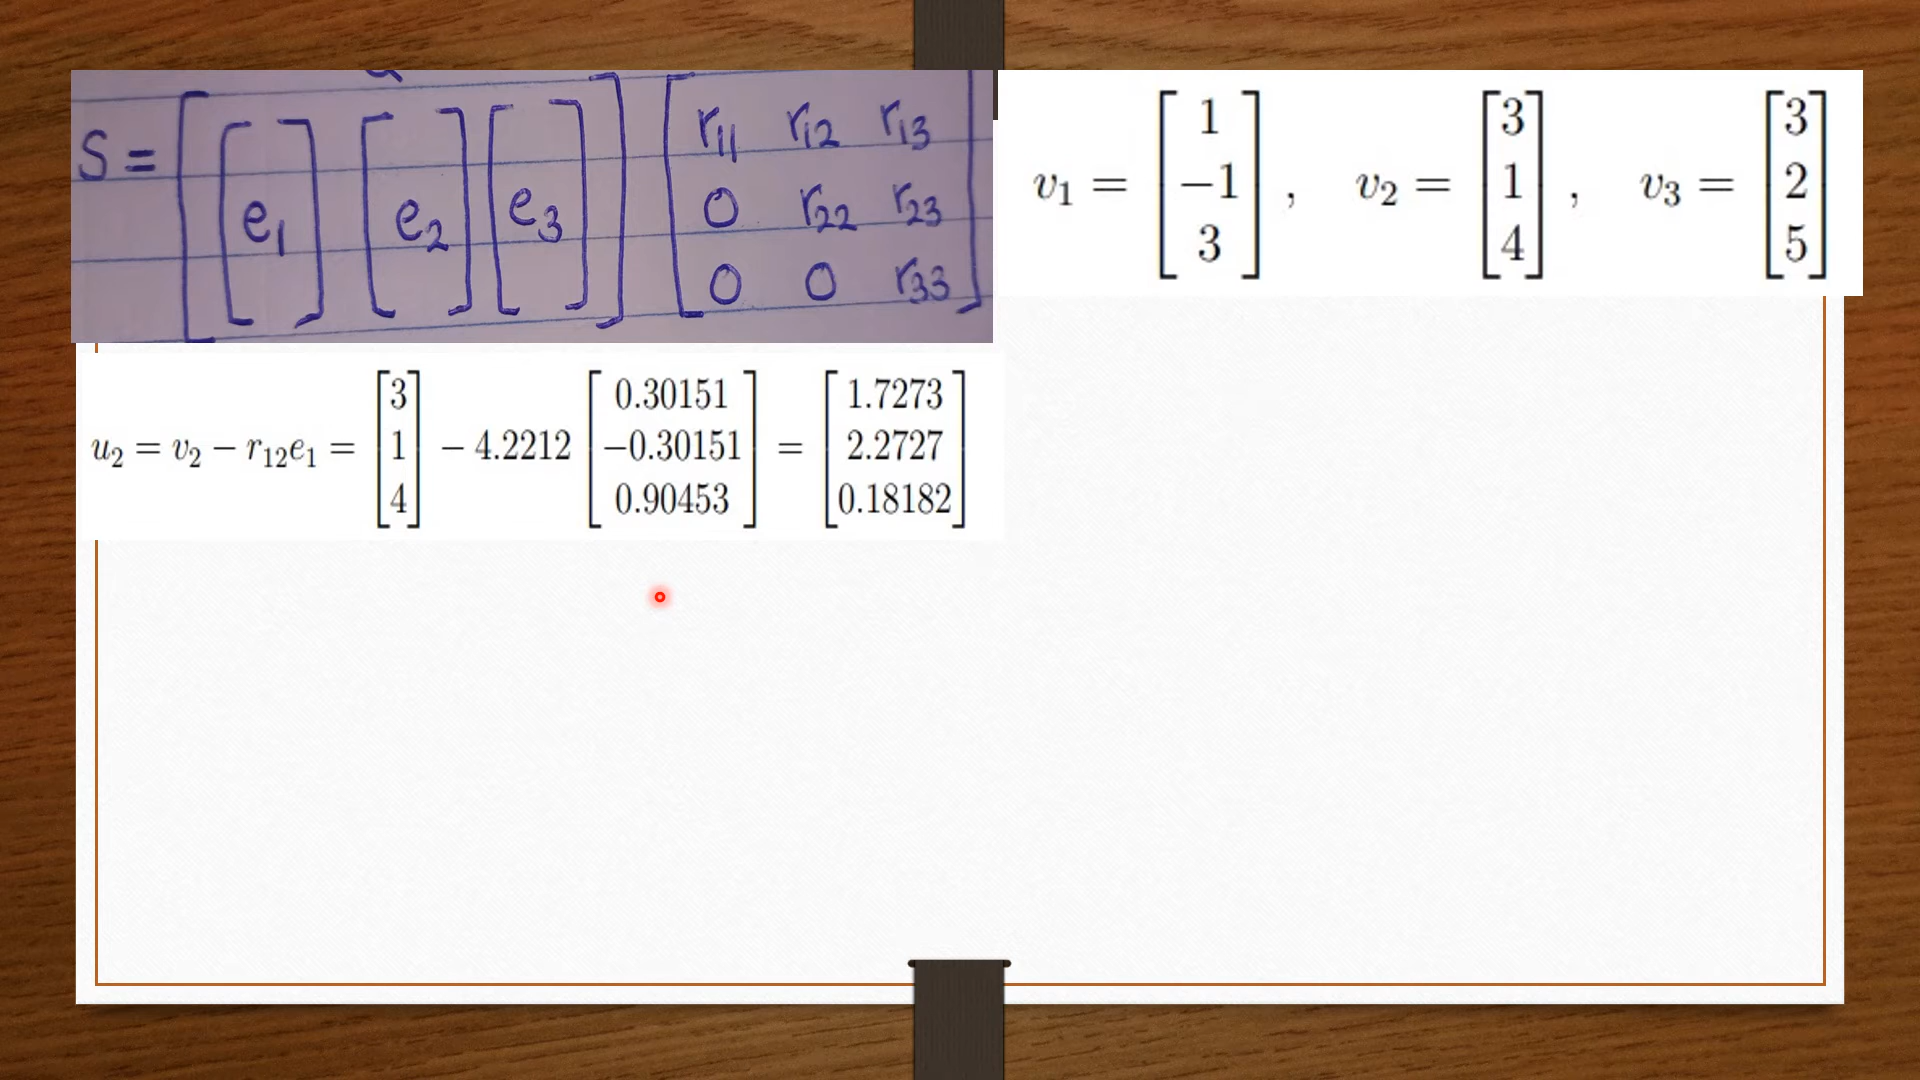 S = [ [e1] [e2] [e3] ] [ r11 r12 r13
0 r22 r23
0 0 r33 ]
v1 = [1 −1 3] , v2 = [3 1 4] , v3 = [3 2 5]
u2 = v2 − r12e1 = [3 1 4] − 4.2212 [0.30151 −0.30151 0.90453] = [1.7273 2.2727 0.18182]